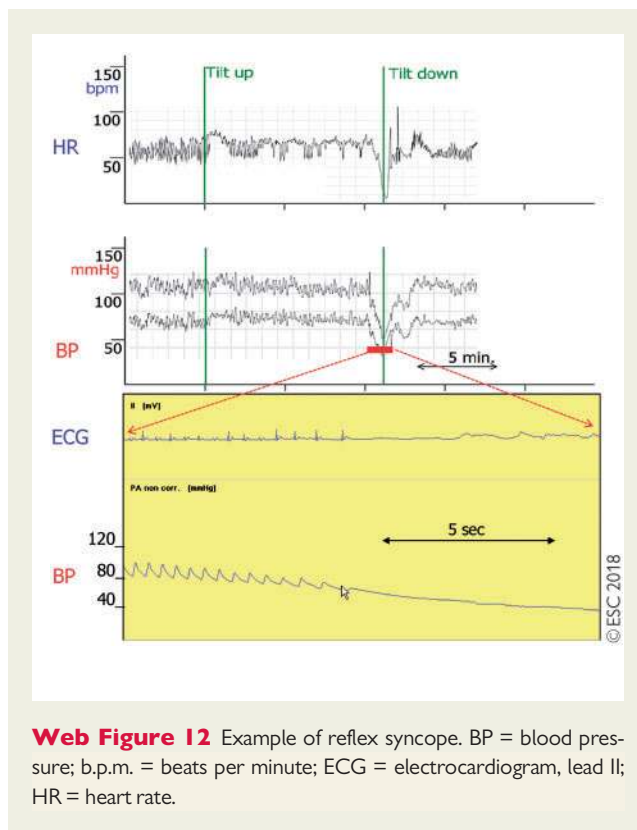 150
bpm
Tilt up
Tilt down
100
HR
50
150
mmHg
100
BP
50
5 min.
II [mV]
ECG
PA non corr. [mmHg]
5 sec
120
BP
80
40
©ESC 2018
Web Figure 12 Example of reflex syncope. BP = blood pres-
sure; b.p.m. = beats per minute; ECG = electrocardiogram, lead II;
HR = heart rate.